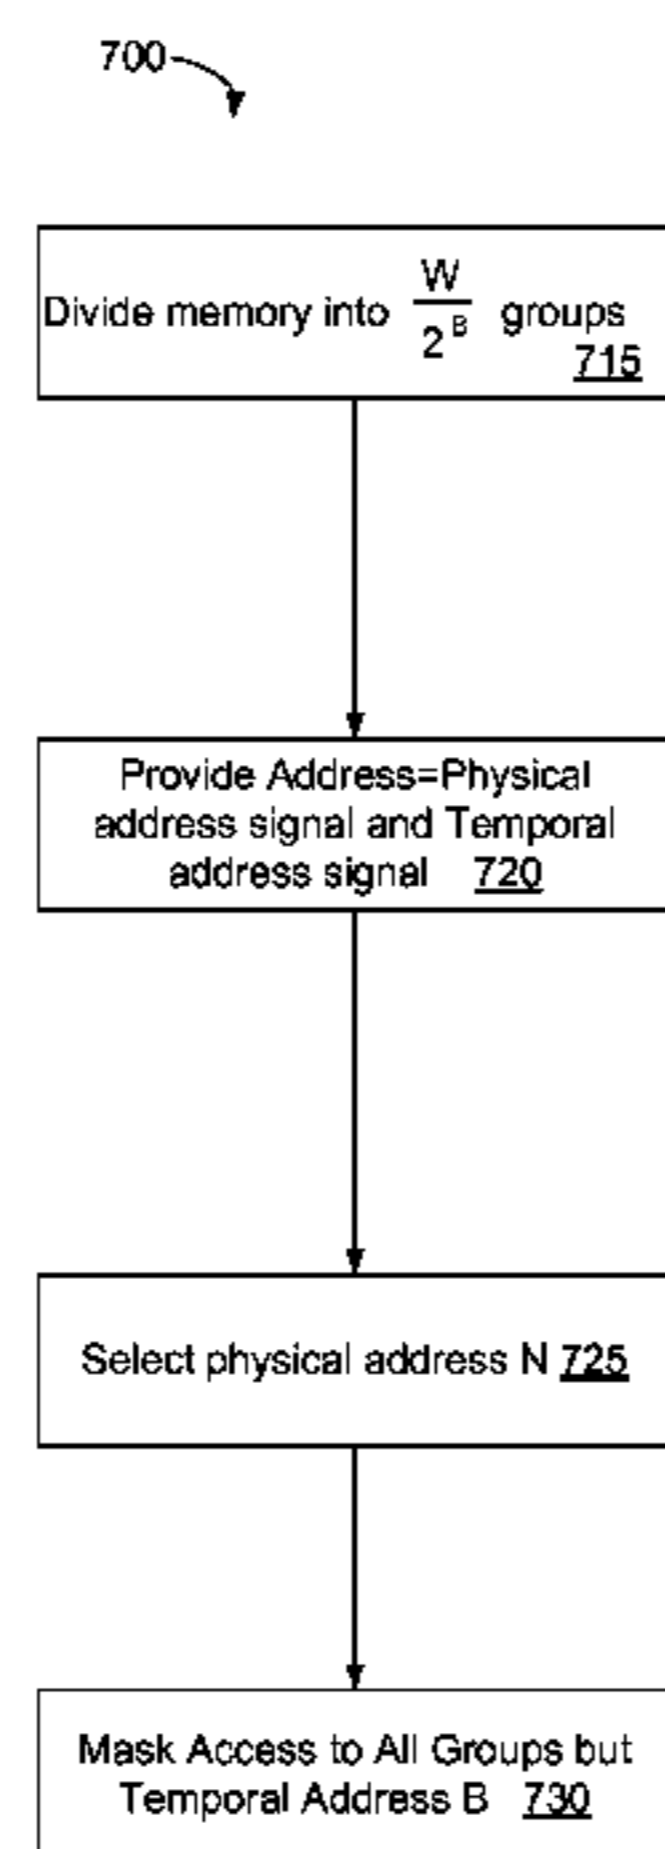 700
Divide memory into W/2^B groups
715
Provide Address=Physical
address signal and Temporal
address signal 720
Select physical address N 725
Mask Access to All Groups but
Temporal Address B 730